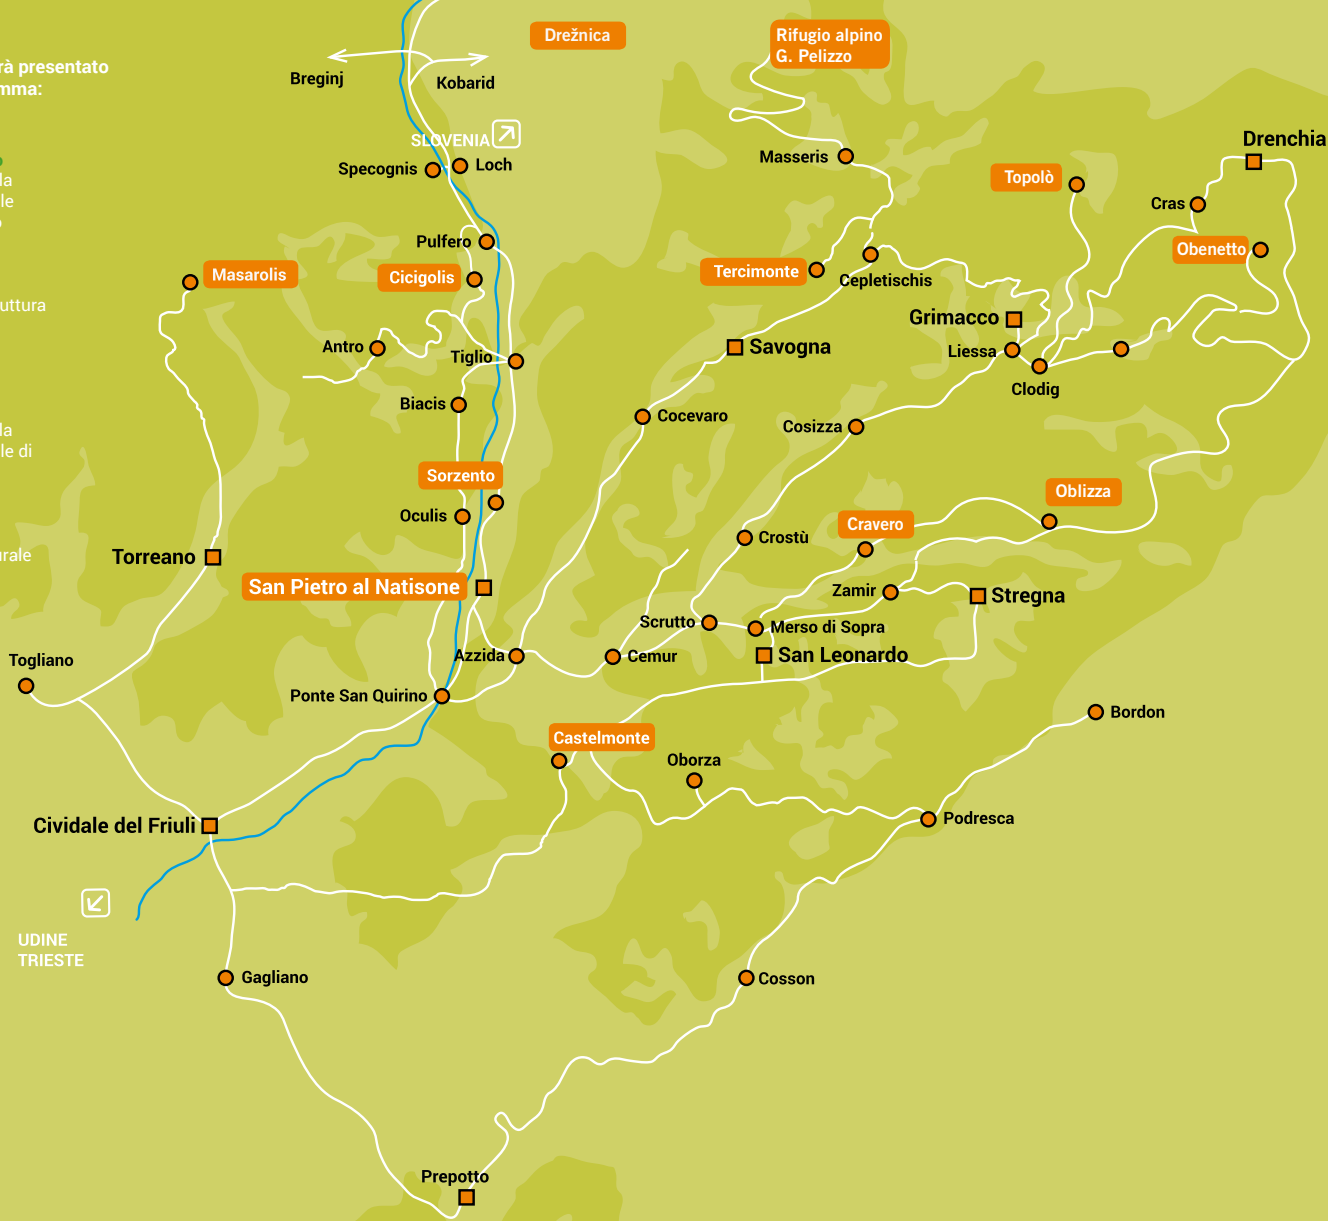 rà presentato
mma:
o
la
le
o
uttura
la
le di
urale
Drežnica
Rifugio alpino
G. Pelizzo
Breginj
Kobarid
SLOVENIA
Drenchia
Masseris
Specognis
Loch
Topolò
Cras
Pulfero
Obenetto
Masarolis
Cicigolis
Tercimonte
Cepletischis
Grimacco
Antro
Tiglio
Savogna
Liessa
Clodig
Biacis
Cocevaro
Cosizza
Sorzento
Oblizza
Oculis
Cravero
Crostù
Torreano
San Pietro al Natisone
Zamir
Stregna
Scrutto
Merso di Sopra
Togliano
Azzida
Cemur
San Leonardo
Ponte San Quirino
Bordon
Castelmonte
Oborza
Cividale del Friuli
Podresca
UDINE
TRIESTE
Gagliano
Cosson
Prepotto